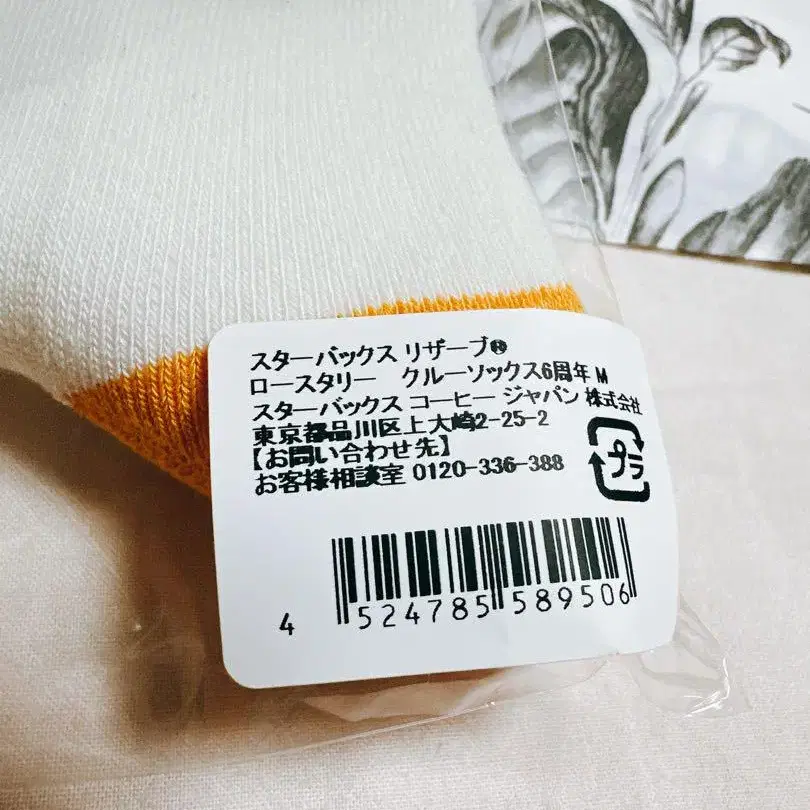 スターバックス リザーブ®
ロースタリー　クルーソックス6周年 M
スターバックス コーヒー ジャパン 株式会社
東京都品川区上大崎2-25-2
【お問い合わせ先】
お客様相談室 0120-336-388
プラ
4 524785 589506